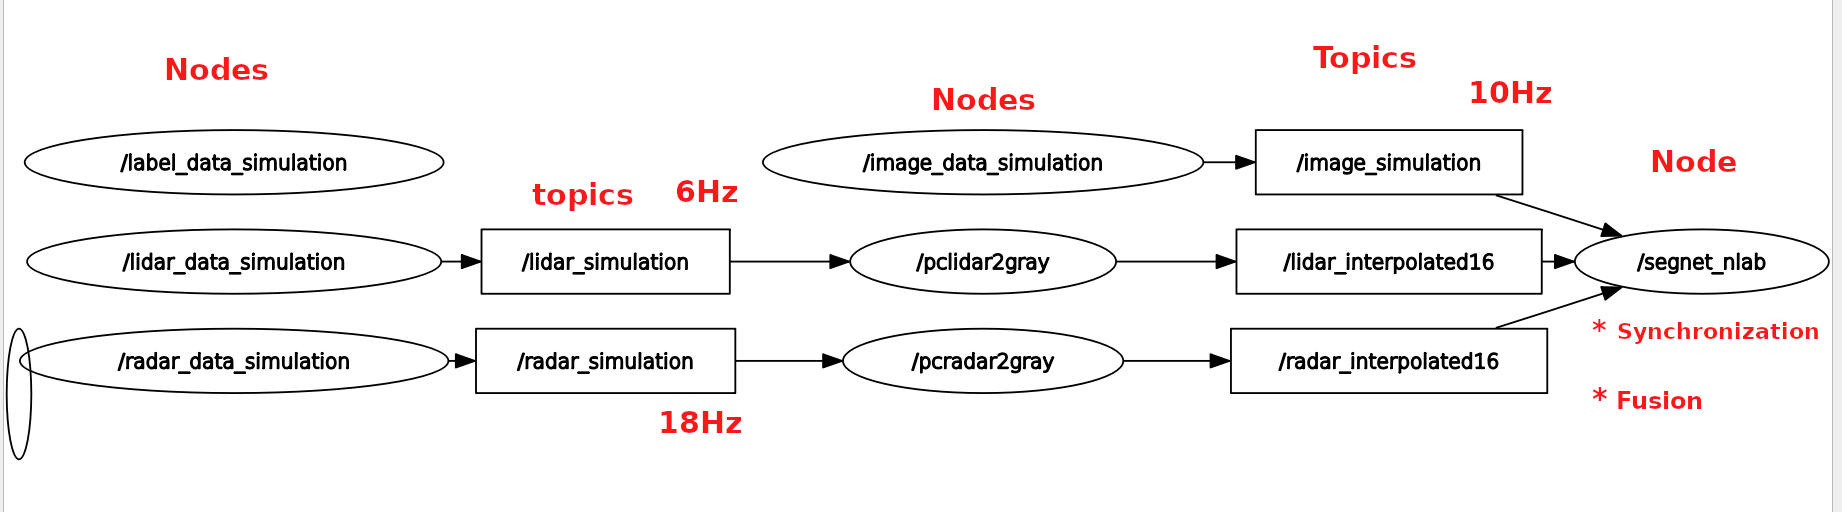 Nodes
Nodes
Topics
10Hz
/label_data_simulation
/image_data_simulation
/image_simulation
Node
topics
6Hz
/lidar_data_simulation
/lidar_simulation
/pclidar2gray
/lidar_interpolated16
/segnet_nlab
/radar_data_simulation
/radar_simulation
/pcradar2gray
/radar_interpolated16
* Synchronization
18Hz
* Fusion